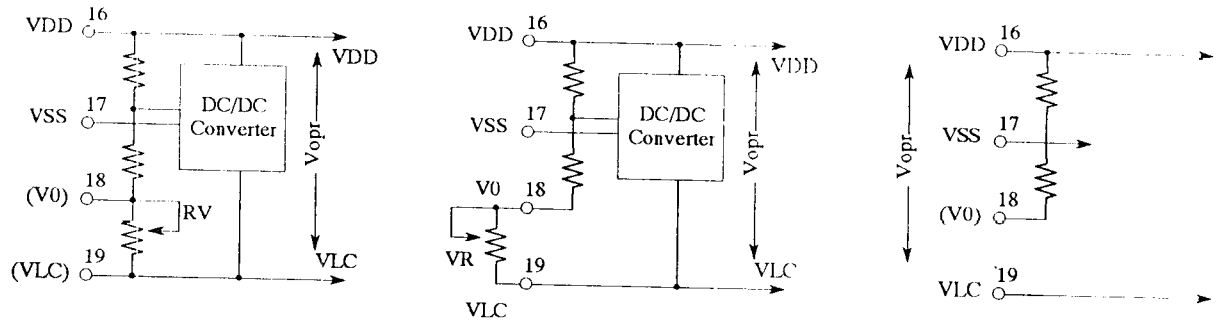 VDD 16
VDD
VSS 17
DC/DC
Converter
Vopr
(V0) 18
RV
(VLC) 19
VLC
VDD 16
VDD
VSS 17
DC/DC
Converter
Vopr
V0 18
VR
19
VLC
VLC
VDD 16
VSS 17
Vopr
(V0) 18
VLC 19